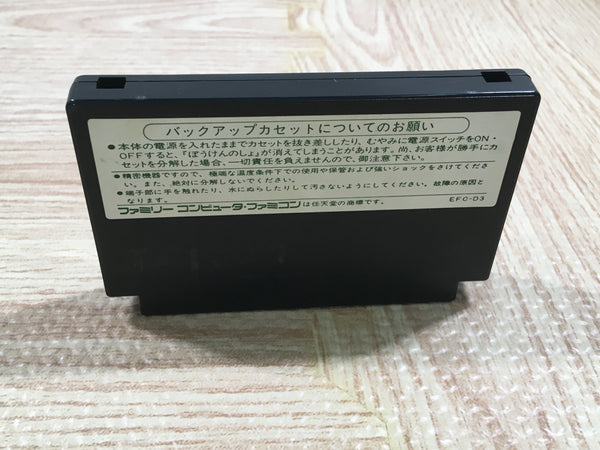 バックアップカセットについてのお願い
●本体の電源を入れたままでカセットを抜き差ししたり、むやみに電源スイッチをON・
OFFすると、「ぼうけんのしょ」が消えてしまうことがあります。尚、お客様が勝手にカ
セットを分解した場合、一切責任を負えませんので、御注意下さい。
●精密機器ですので、極端な温度条件下での使用や保管および強いショックをさけてくださ
い。また、絶対に分解しないでください。
●端子部に手を触れたり、水にぬらしたりして汚さないようにしてください。故障の原因と
なります。
ファミリー コンピュータ・ファミコンは任天堂の商標です。
EFC-D3